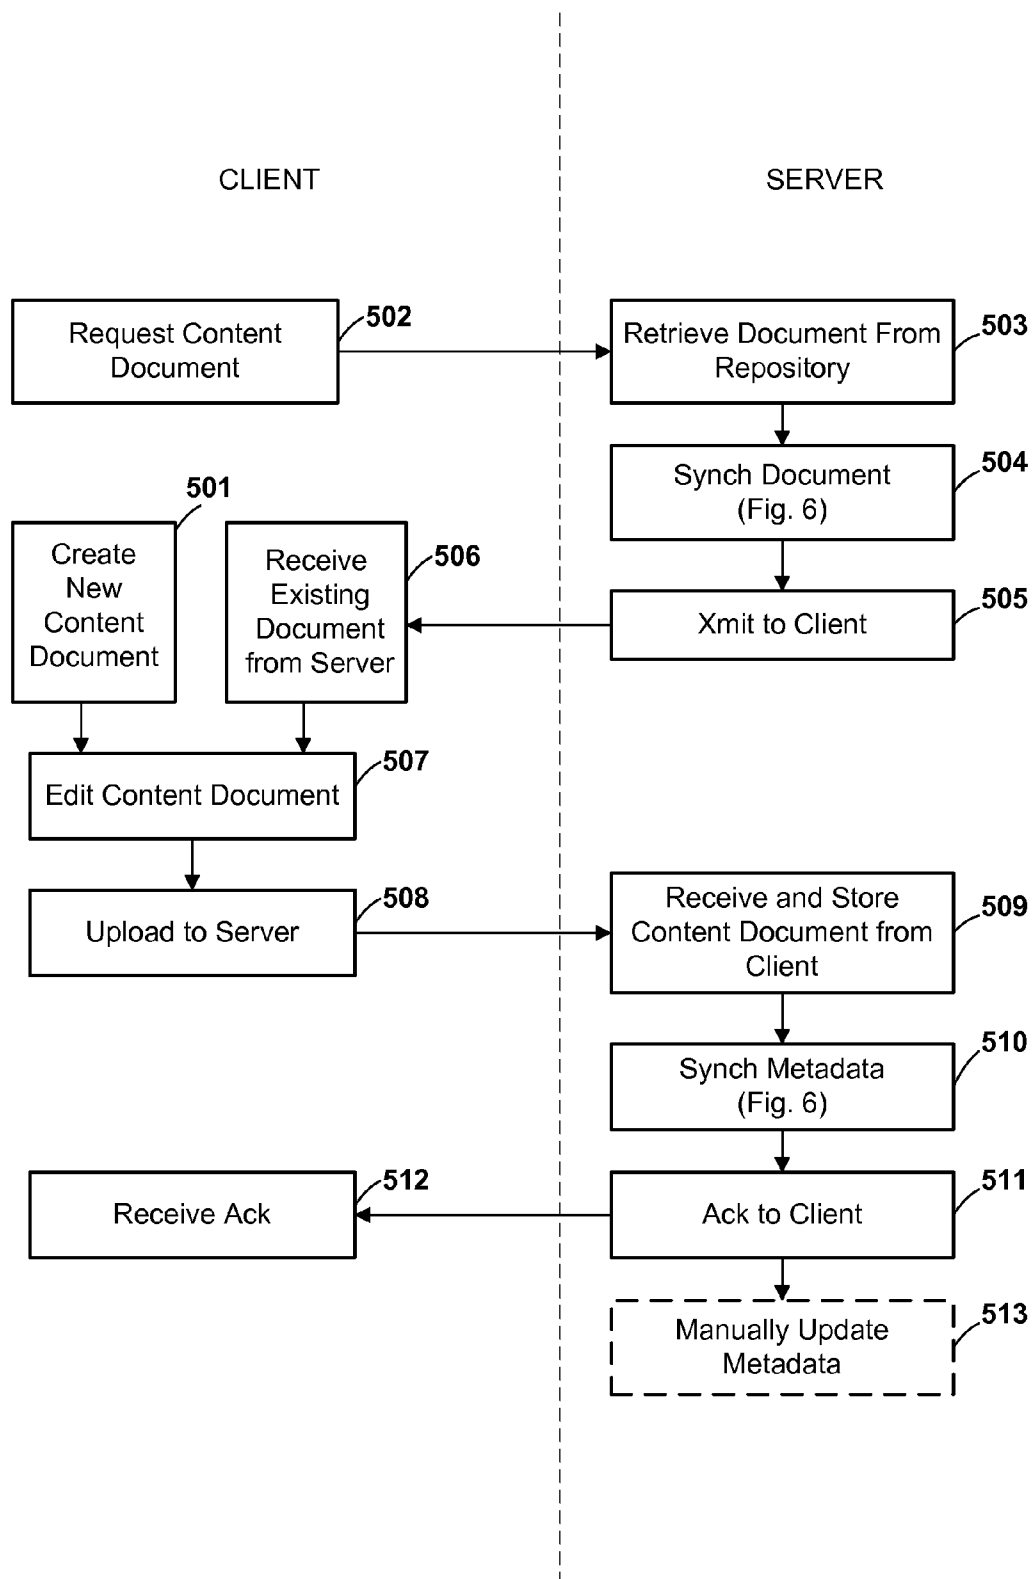 CLIENT
SERVER
Request Content
Document
502
Retrieve Document From
Repository
503
Synch Document
(Fig. 6)
504
501
Create
New
Content
Document
Receive
Existing
Document
from Server
506
Xmit to Client
505
Edit Content Document
507
Upload to Server
508
Receive and Store
Content Document from
Client
509
Synch Metadata
(Fig. 6)
510
Receive Ack
512
Ack to Client
511
Manually Update
Metadata
513